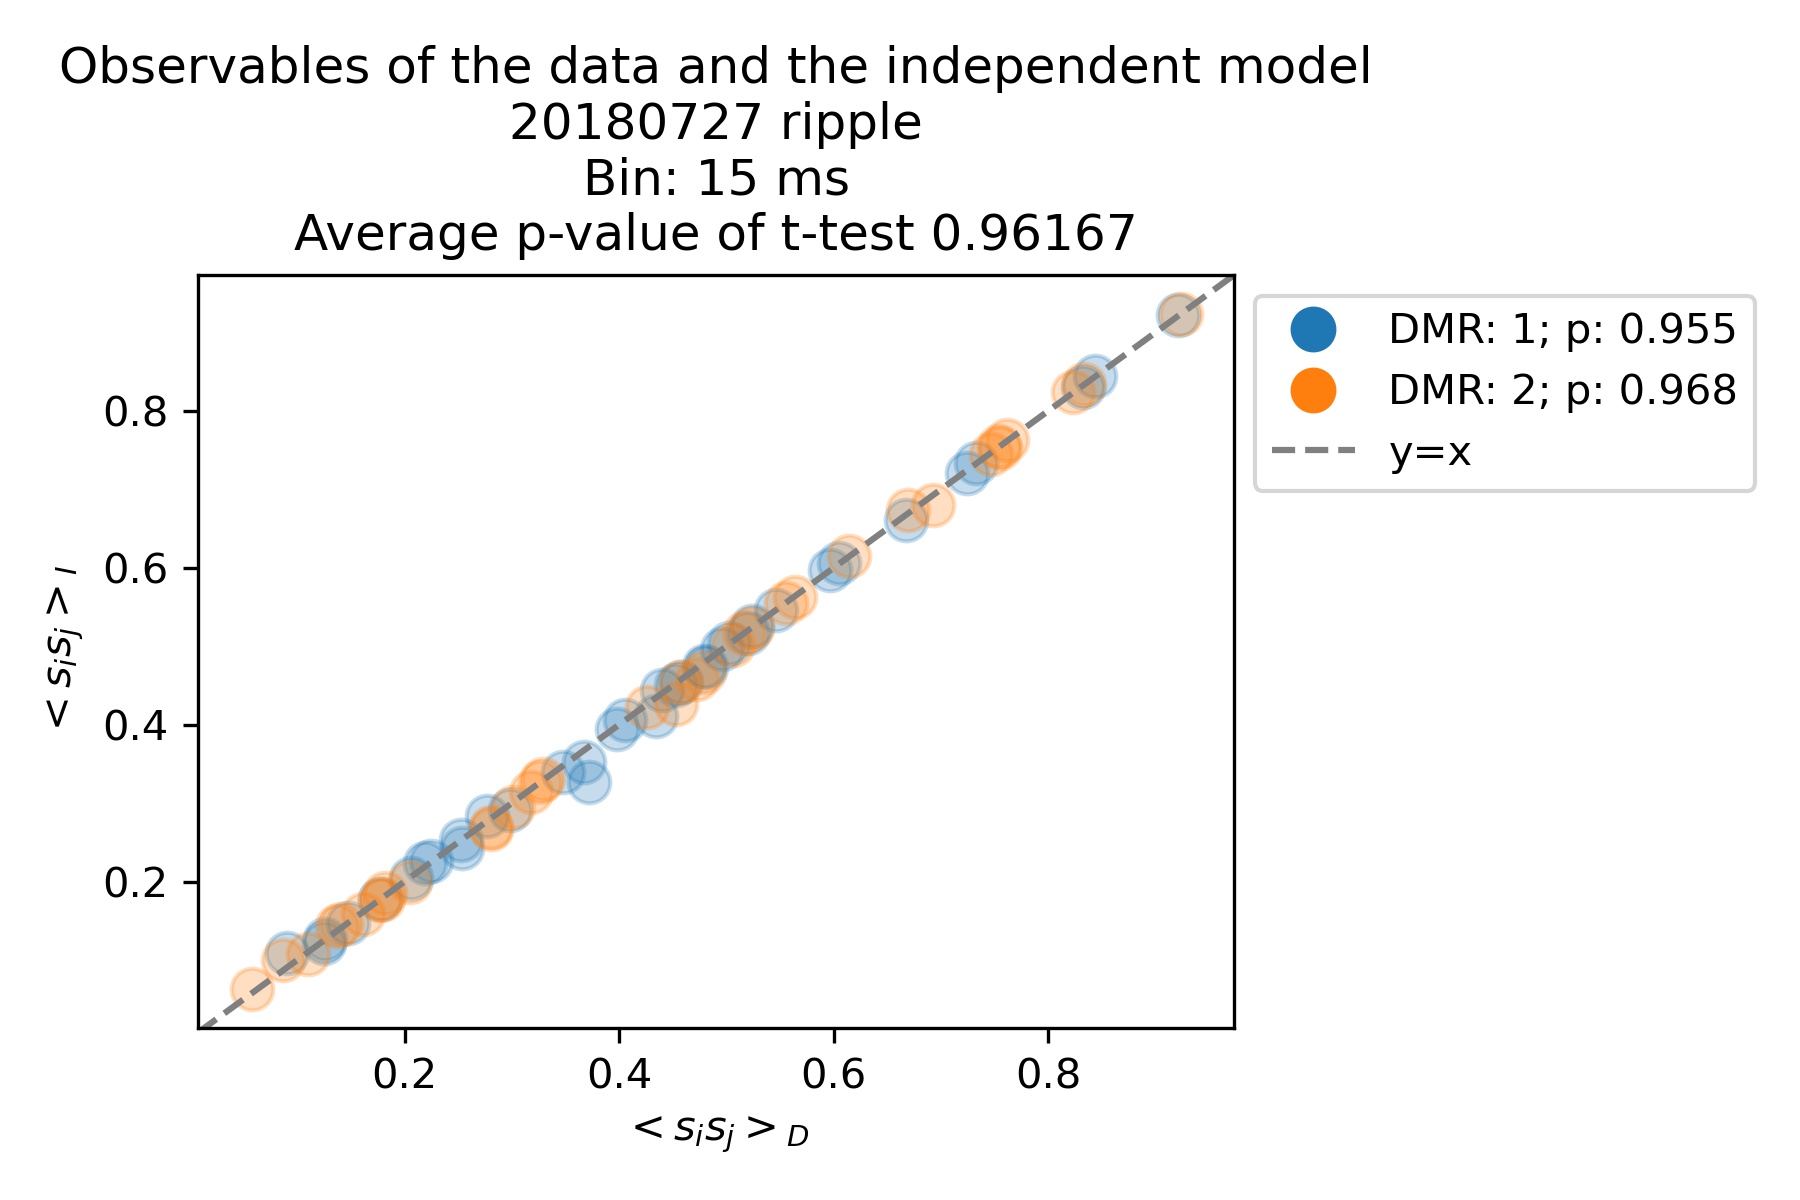 Observables of the data and the independent model
20180727 ripple
Bin: 15 ms
Average p-value of t-test 0.96167
DMR: 1; p: 0.955
DMR: 2; p: 0.968
y=x
0.8
0.6
0.4
0.2
< sᵢsⱼ > I
0.2 0.4 0.6 0.8
< sᵢsⱼ > D